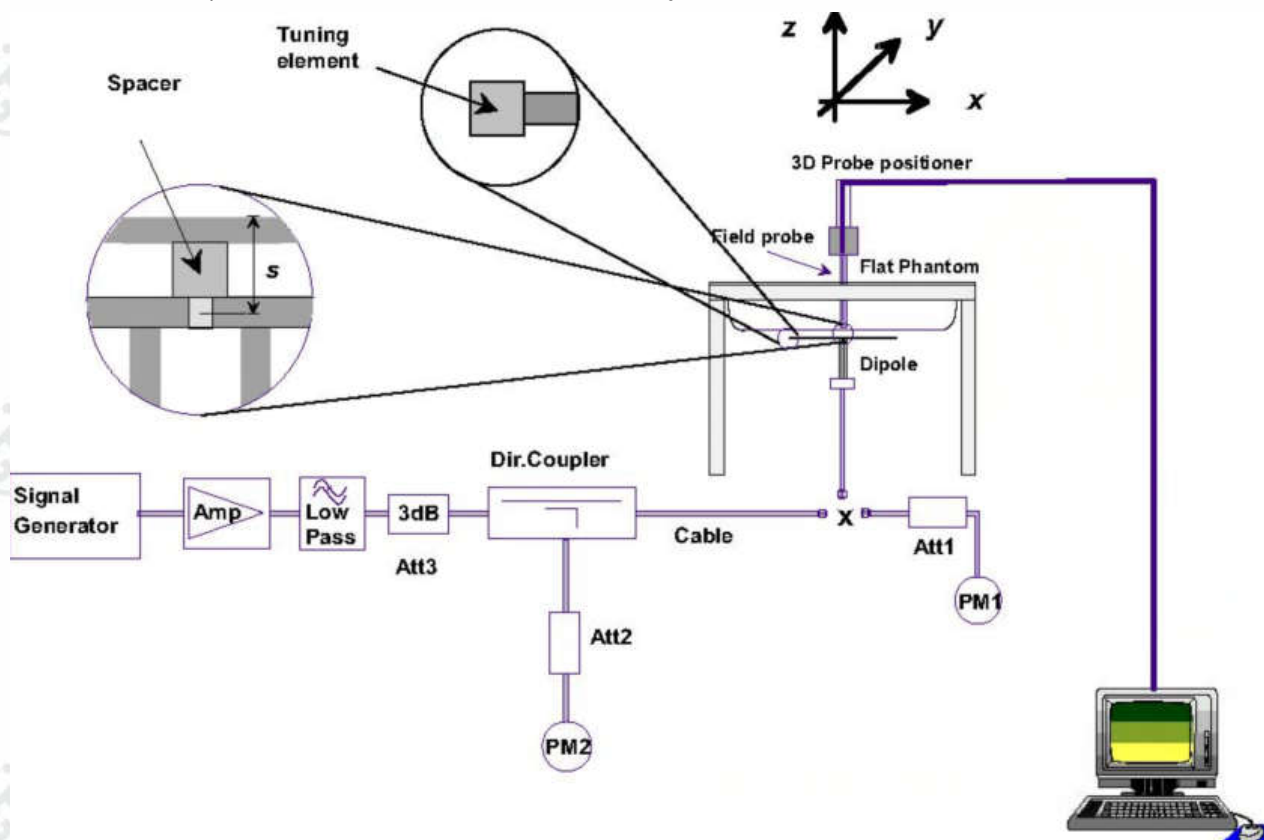 Tuning
element
z
y
x
Spacer
3D Probe positioner
Field probe
Flat Phantom
s
Dipole
Dir.Coupler
Signal
Generator
Amp
Low
Pass
3dB
Att3
Cable
x
Att1
PM1
Att2
PM2